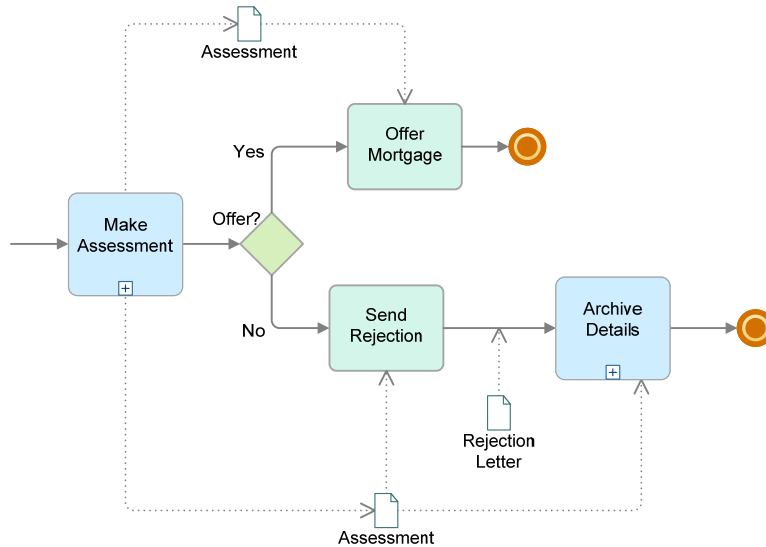 Assessment
Offer
Mortgage
Yes
Offer?
Make
Assessment
No
Send
Rejection
Archive
Details
Rejection
Letter
Assessment